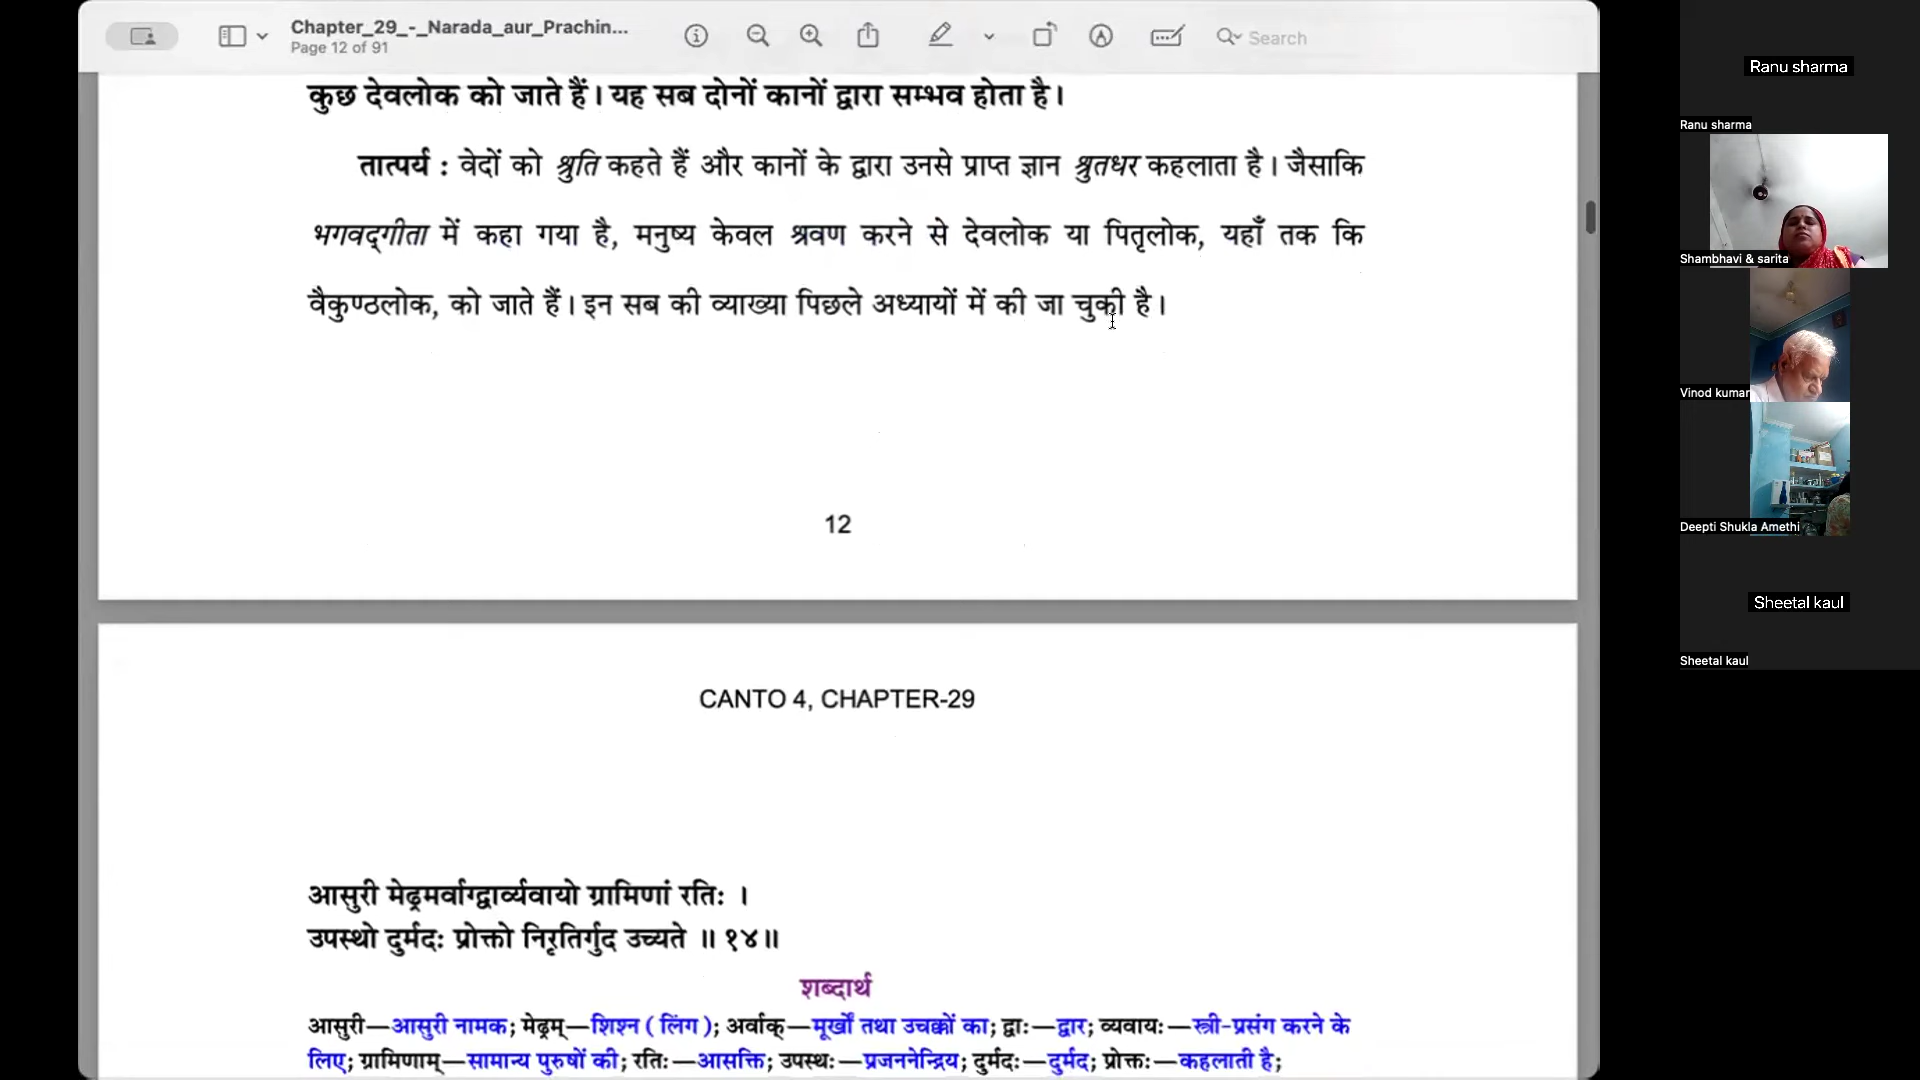 Chapter_29_-_Narada_aur_Prachin...
Page 12 of 91
Search
कुछ देवलोक को जाते हैं। यह सब दोनों कानों द्वारा सम्भव होता है।
तात्पर्य : वेदों को श्रुति कहते हैं और कानों के द्वारा उनसे प्राप्त ज्ञान श्रुतधर कहलाता है। जैसाकि
भगवद्गीता में कहा गया है, मनुष्य केवल श्रवण करने से देवलोक या पितृलोक, यहाँ तक कि
वैकुण्ठलोक, को जाते हैं। इन सब की व्याख्या पिछले अध्यायों में की जा चुकी है।
12
CANTO 4, CHAPTER-29
आसुरी मेढ्रमर्वाग्द्वार्व्यवायो ग्रामिणां रतिः ।
उपस्थो दुर्मदः प्रोक्तो निरृतिर्गुद उच्यते ॥ १४॥
शब्दार्थ
आसुरी—आसुरी नामक; मेढ्रम्—शिश्न ( लिंग ); अर्वाक्—मूर्खों तथा उचक्कों का; द्वाः—द्वार; व्यवायः—स्त्री-प्रसंग करने के
लिए; ग्रामिणाम्—सामान्य पुरुषों की; रतिः—आसक्ति; उपस्थः—प्रजननेन्द्रिय; दुर्मदः—दुर्मद; प्रोक्तः—कहलाती है;
Ranu sharma
Ranu sharma
Shambhavi & sarita
Vinod kumar
Deepti Shukla Amethi
Sheetal kaul
Sheetal kaul